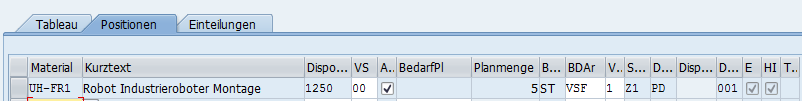 Tableau Positionen Einteilungen
Material Kurztext Dispo... VS A... BedarfPl Planmenge B... BDAr V... S... D... Disp... D... E HI T...
UH-FR1 Robot Industrieroboter Montage 1250 00 5 ST VSF 1 Z1 PD 001